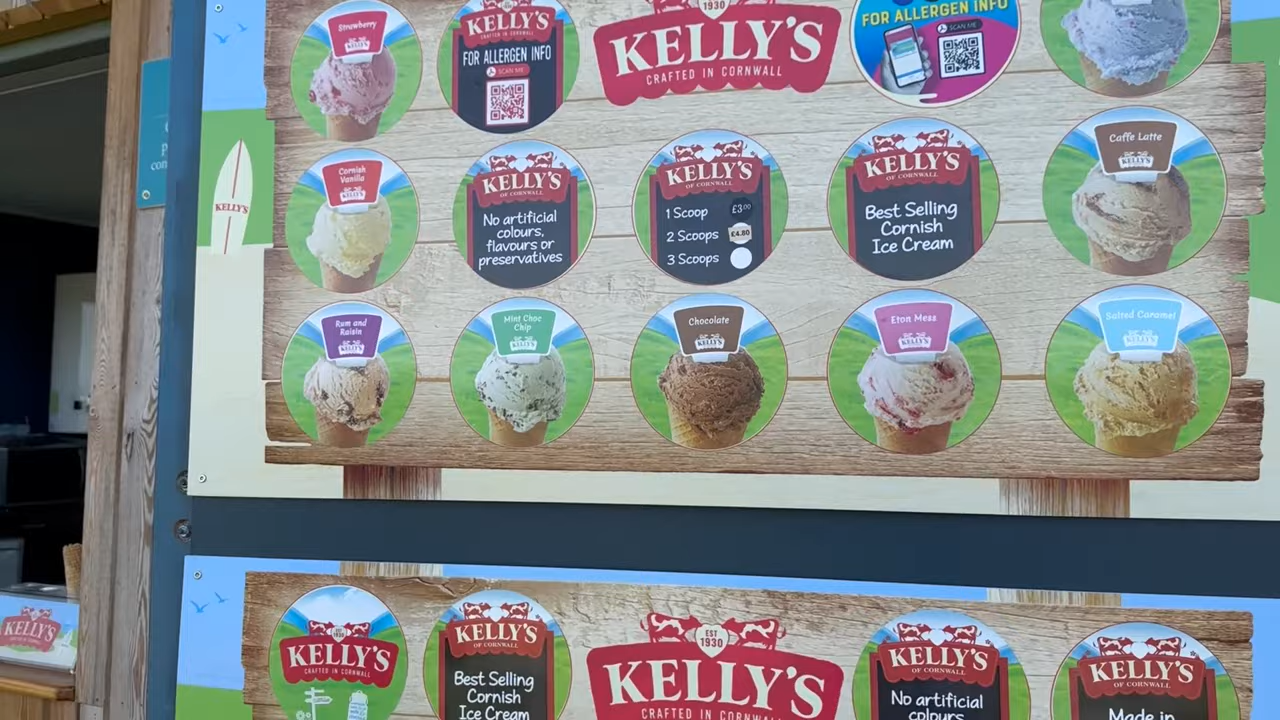 Strawberry
KELLY'S
KELLY'S
CRAFTED IN CORNWALL
FOR ALLERGEN INFO
SCAN ME
1930
KELLY'S
CRAFTED IN CORNWALL
FOR ALLERGEN INFO
SCAN ME
Cornish
Vanilla
KELLY'S
KELLY'S
OF CORNWALL
No artificial
colours,
flavours or
preservatives
KELLY'S
OF CORNWALL
1 Scoop £3.00
2 Scoops £4.80
3 Scoops
KELLY'S
OF CORNWALL
Best Selling
Cornish
Ice Cream
Caffe Latte
KELLY'S
KELLY'S
Rum and
Raisin
KELLY'S
Mint Choc
Chip
KELLY'S
Chocolate
KELLY'S
Eton Mess
KELLY'S
Salted Caramel
KELLY'S
KELLY'S
KELLY'S
CRAFTED IN CORNWALL
KELLY'S
OF CORNWALL
Best Selling
Cornish
Ice Cream
EST
1930
KELLY'S
CRAFTED IN CORNWALL
KELLY'S
OF CORNWALL
No artificial
colours
KELLY'S
OF CORNWALL
Made in